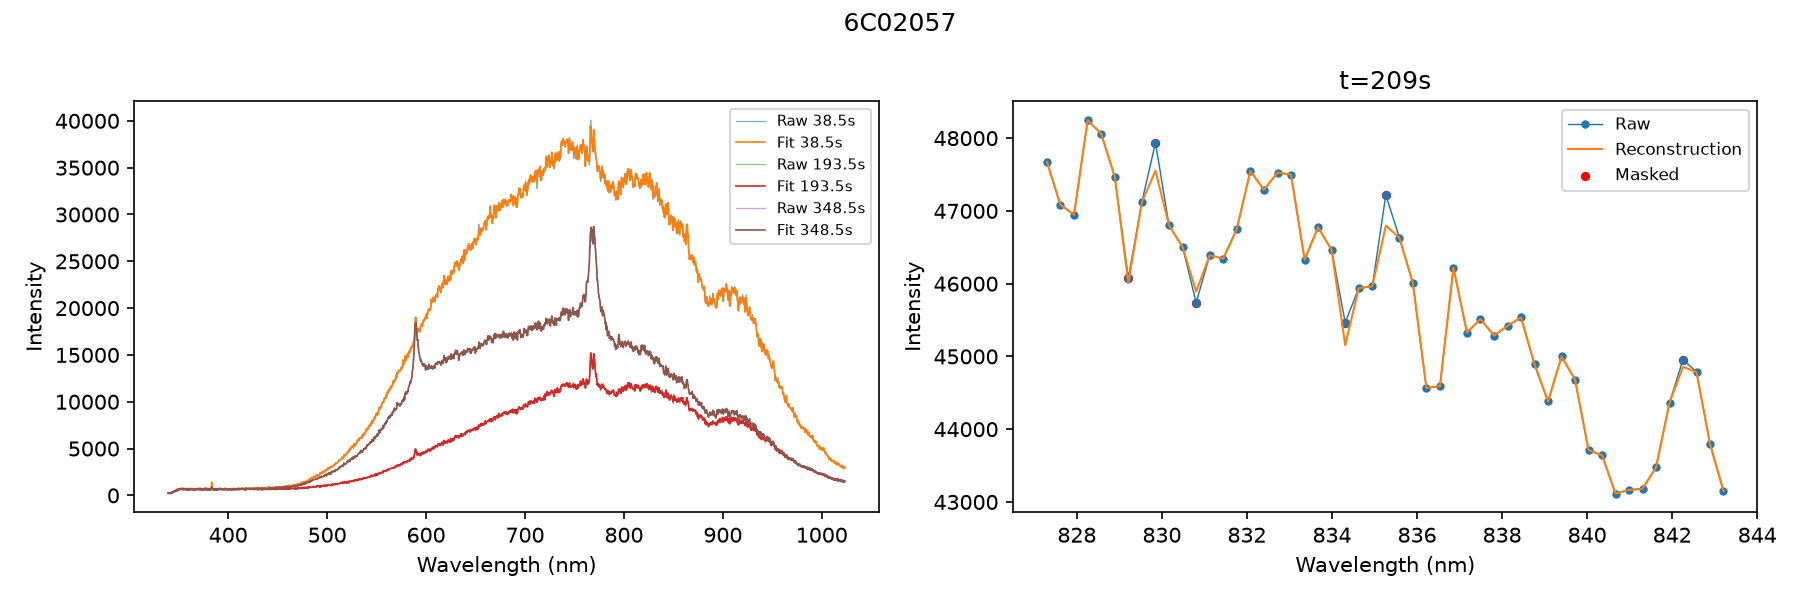 6C02057
t=209s
Intensity
40000
35000
30000
25000
20000
15000
10000
5000
0
400 500 600 700 800 900 1000
Wavelength (nm)
Raw 38.5s
Fit 38.5s
Raw 193.5s
Fit 193.5s
Raw 348.5s
Fit 348.5s
Intensity
48000
47000
46000
45000
44000
43000
828 830 832 834 836 838 840 842 844
Wavelength (nm)
Raw
Reconstruction
Masked